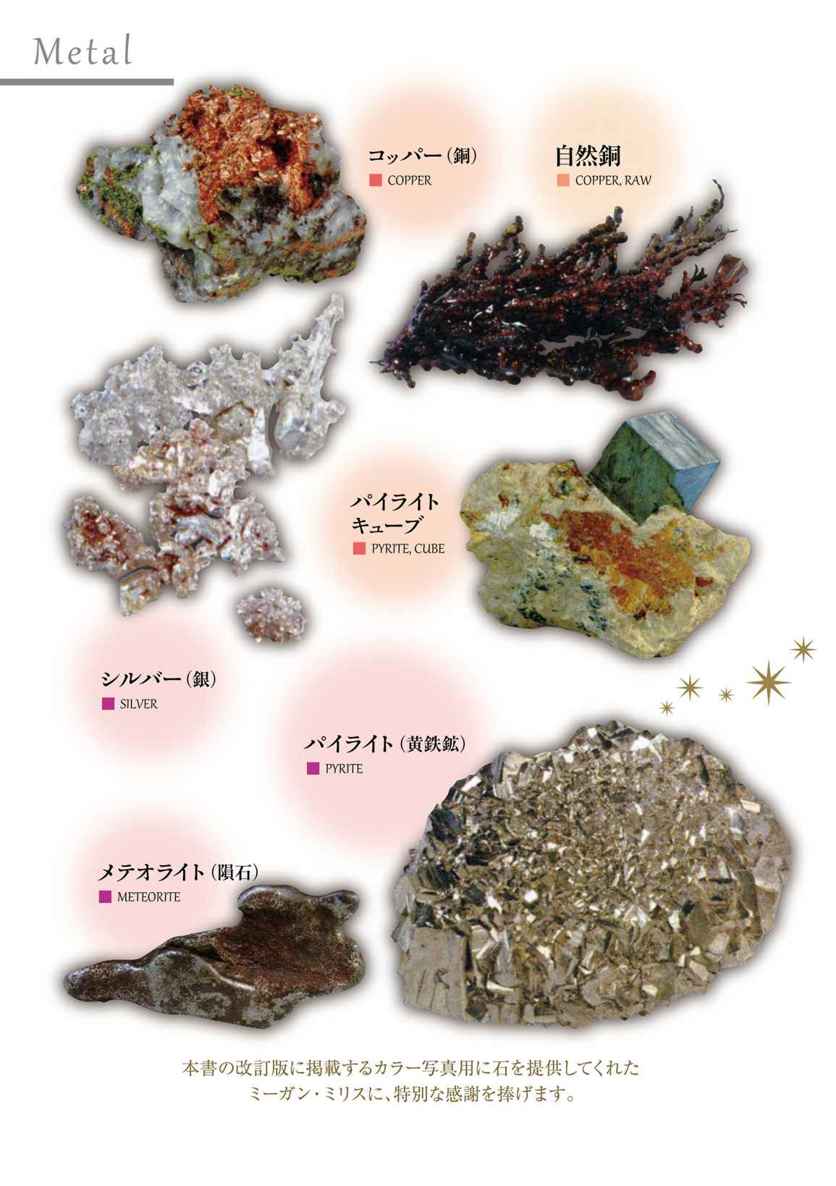 Metal
コッパー(銅)
COPPER
自然銅
COPPER, RAW
パイライト
キューブ
PYRITE, CUBE
シルバー(銀)
SILVER
パイライト(黄鉄鉱)
PYRITE
メテオライト(隕石)
METEORITE
本書の改訂版に掲載するカラー写真用に石を提供してくれた
ミーガン・ミリスに、特別な感謝を捧げます。